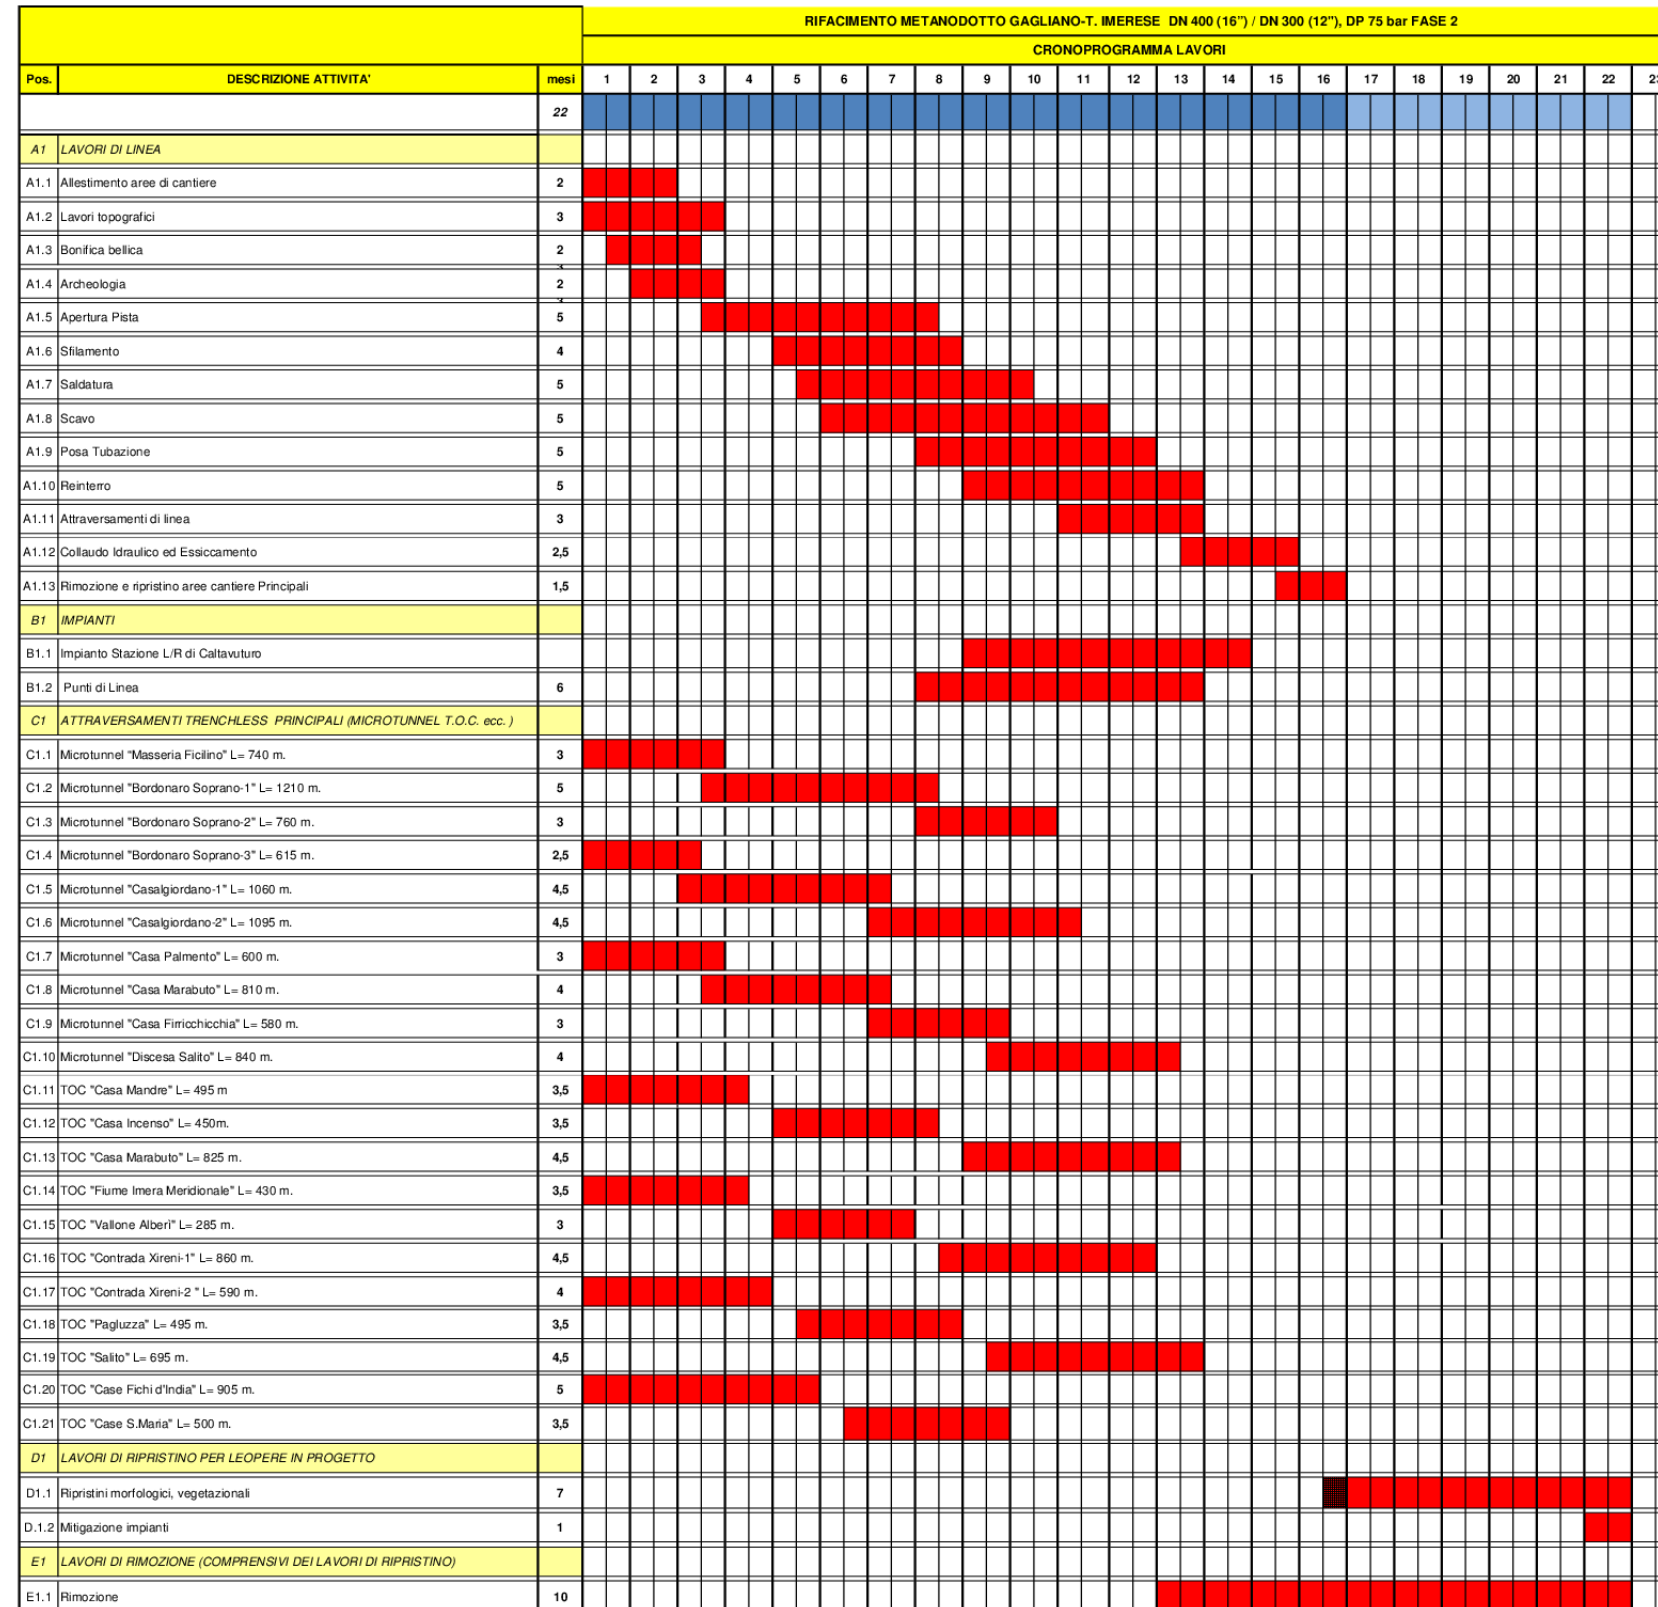 RIFACIMENTO METANODOTTO GAGLIANO-T. IMERESE DN 400 (16") / DN 300 (12"), DP 75 bar FASE 2
CRONOPROGRAMMA LAVORI
Pos. DESCRIZIONE ATTIVITA' mesi 1 2 3 4 5 6 7 8 9 10 11 12 13 14 15 16 17 18 19 20 21 22
22
A1 LAVORI DI LINEA
A1.1 Allestimento aree di cantiere 2
A1.2 Lavori topografici 3
A1.3 Bonifica bellica 2
A1.4 Archeologia 2
A1.5 Apertura Pista 5
A1.6 Sfilamento 4
A1.7 Saldatura 5
A1.8 Scavo 5
A1.9 Posa Tubazione 5
A1.10 Reinterro 5
A1.11 Attraversamenti di linea 3
A1.12 Collaudo Idraulico ed Essiccamento 2,5
A1.13 Rimozione e ripristino aree cantiere Principali 1,5
B1 IMPIANTI
B1.1 Impianto Stazione L/R di Caltavuturo
B1.2 Punti di Linea 6
C1 ATTRAVERSAMENTI TRENCHLESS PRINCIPALI (MICROTUNNEL T.O.C. ecc. )
C1.1 Microtunnel "Masseria Ficilino" L= 740 m. 3
C1.2 Microtunnel "Bordonaro Soprano-1" L= 1210 m. 5
C1.3 Microtunnel "Bordonaro Soprano-2" L= 760 m. 3
C1.4 Microtunnel "Bordonaro Soprano-3" L= 615 m. 2,5
C1.5 Microtunnel "Casalgiordano-1" L= 1060 m. 4,5
C1.6 Microtunnel "Casalgiordano-2" L= 1095 m. 4,5
C1.7 Microtunnel "Casa Palmento" L= 600 m. 3
C1.8 Microtunnel "Casa Marabuto" L= 810 m. 4
C1.9 Microtunnel "Casa Firricchicchia" L= 580 m. 3
C1.10 Microtunnel "Discesa Salito" L= 840 m. 4
C1.11 TOC "Casa Mandre" L= 495 m 3,5
C1.12 TOC "Casa Incenso" L= 450m. 3,5
C1.13 TOC "Casa Marabuto" L= 825 m. 4,5
C1.14 TOC "Fiume Imera Meridionale" L= 430 m. 3,5
C1.15 TOC "Vallone Alberì" L= 285 m. 3
C1.16 TOC "Contrada Xireni-1" L= 860 m. 4,5
C1.17 TOC "Contrada Xireni-2 " L= 590 m. 4
C1.18 TOC "Pagluzza" L= 495 m. 3,5
C1.19 TOC "Salito" L= 695 m. 4,5
C1.20 TOC "Case Fichi d'India" L= 905 m. 5
C1.21 TOC "Case S.Maria" L= 500 m. 3,5
D1 LAVORI DI RIPRISTINO PER LEOPERE IN PROGETTO
D1.1 Ripristini morfologici, vegetazionali 7
D.1.2 Mitigazione impianti 1
E1 LAVORI DI RIMOZIONE (COMPRENSIVI DEI LAVORI DI RIPRISTINO)
E1.1 Rimozione 10